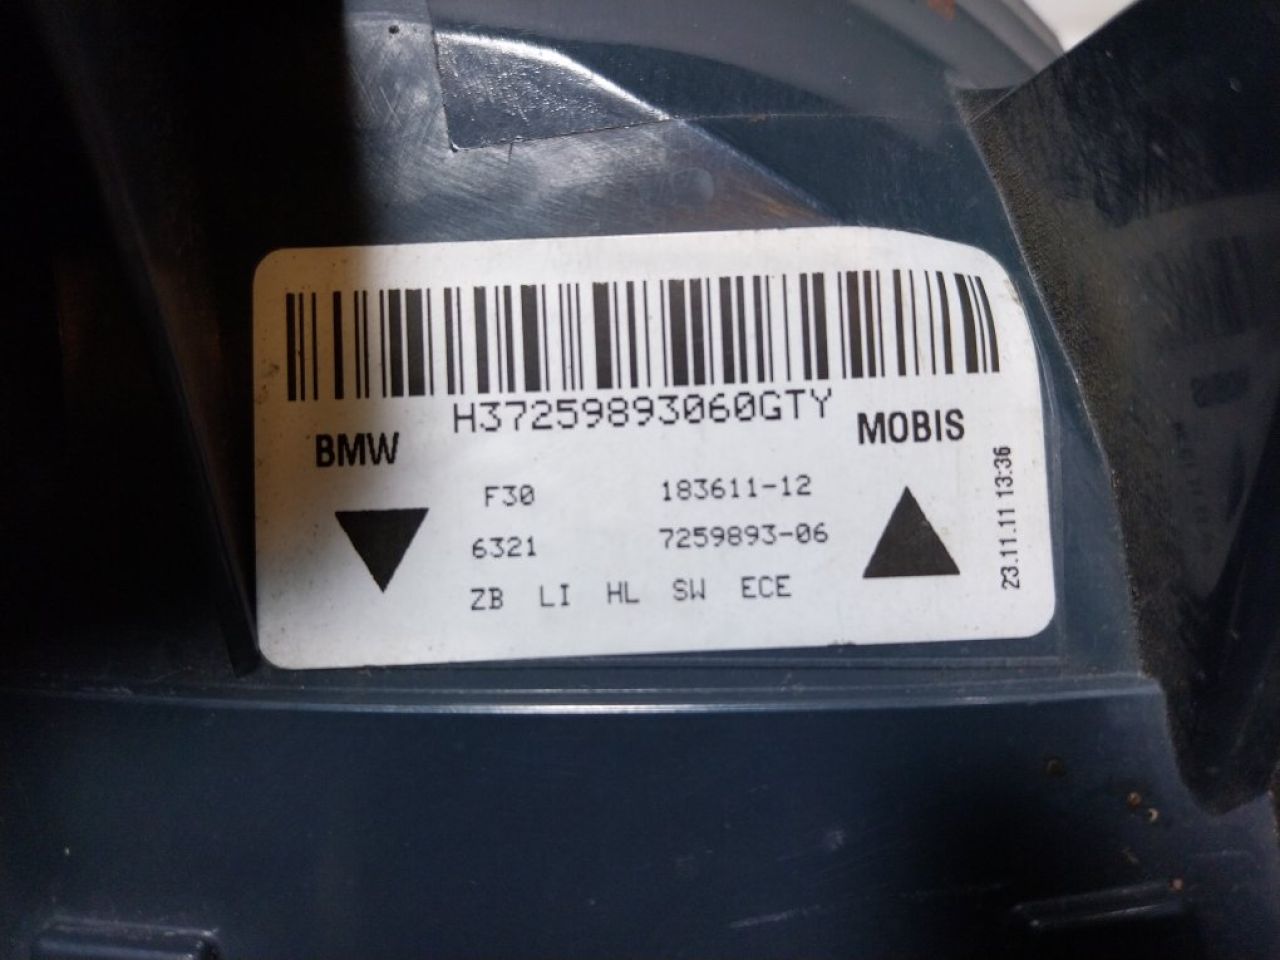 H37259893060GTY
BMW
MOBIS
F30 183611-12
6321 7259893-06
ZB LI HL SW ECE
23.11.11 13:36